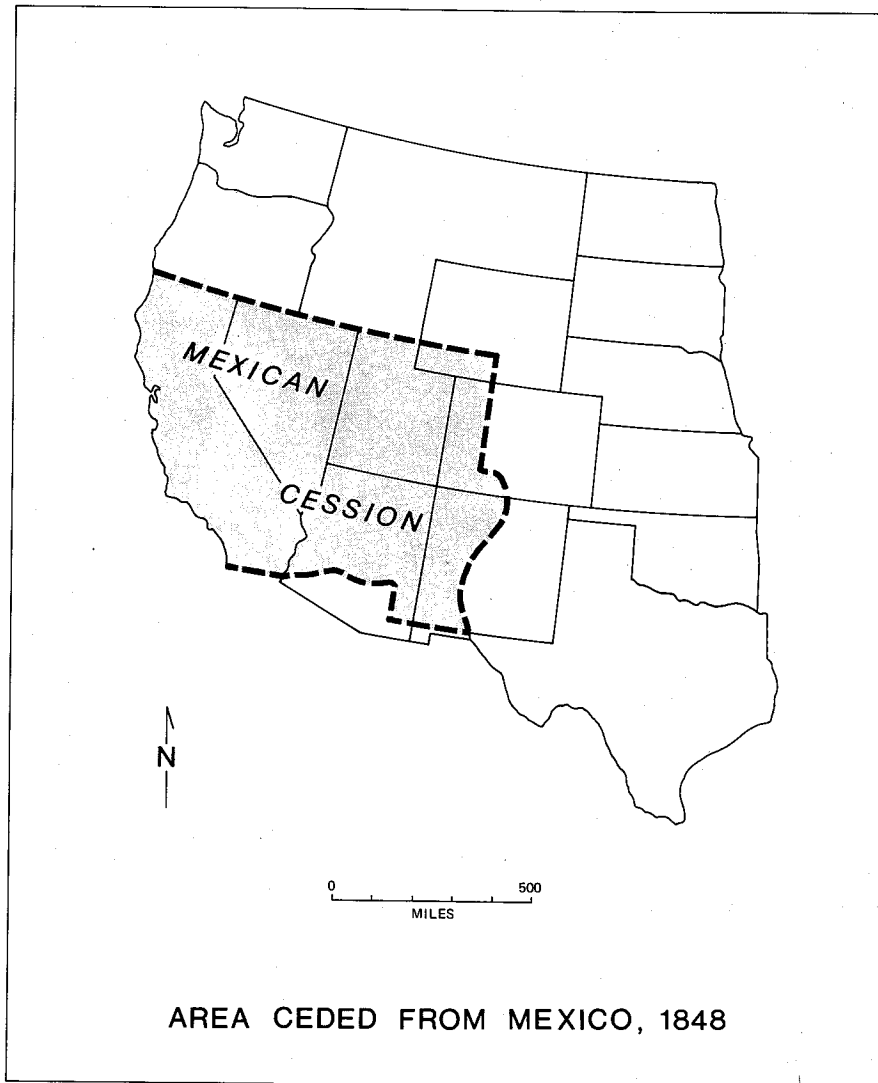 MEXICAN
CESSION
N
0 500
MILES
AREA CEDED FROM MEXICO, 1848